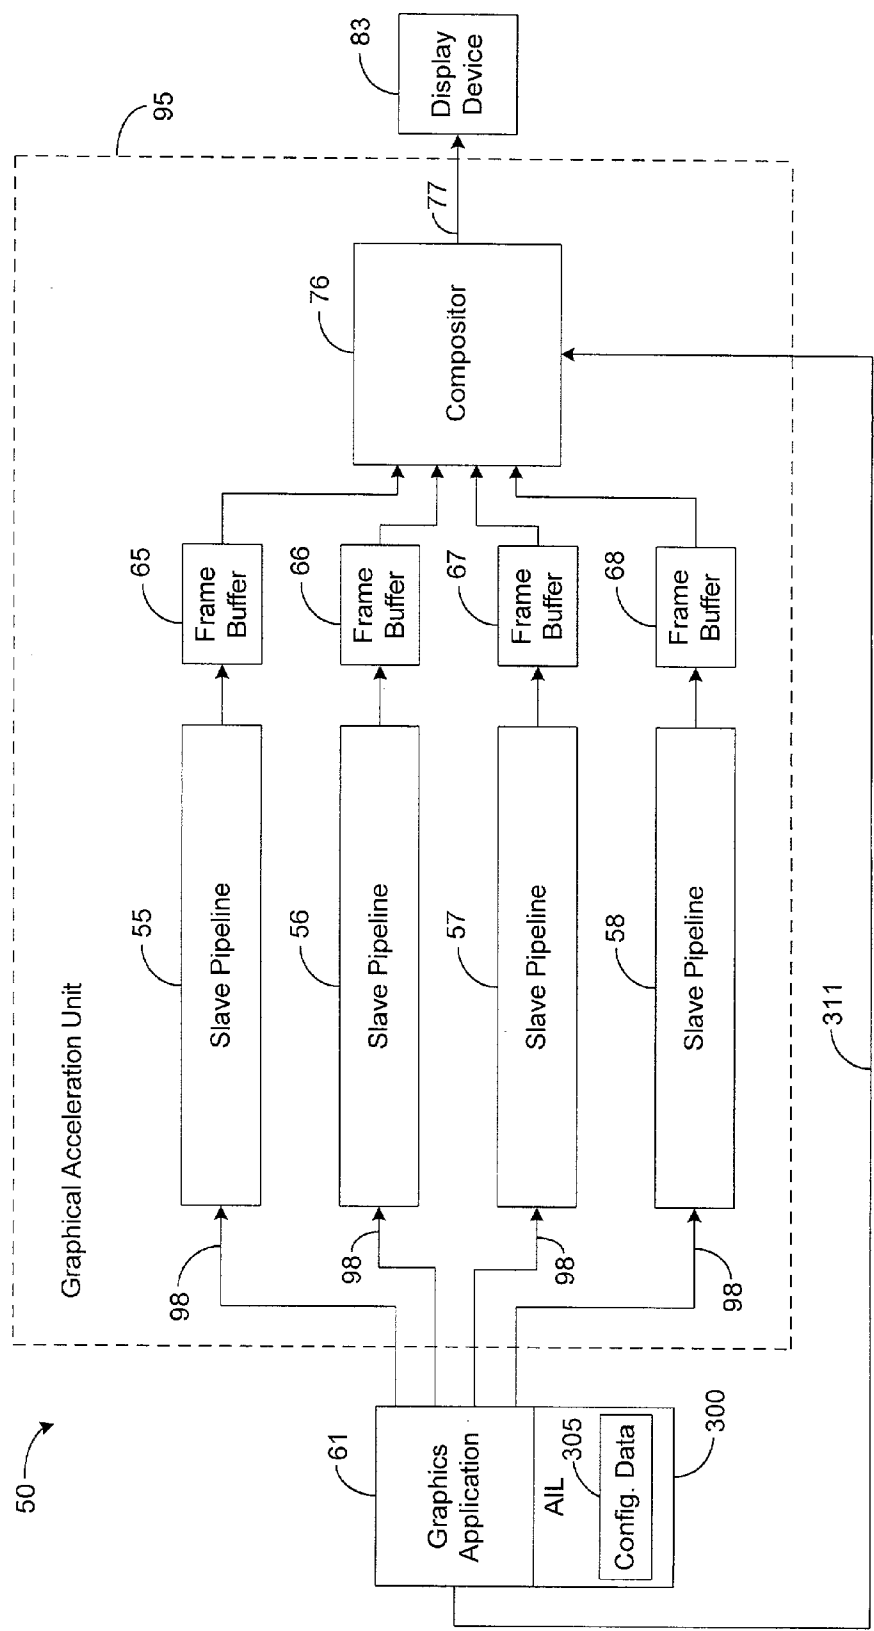 50
61
Graphics
Application
AIL
305
Config. Data
300
Graphical Acceleration Unit
95
98
98
98
98
55
Slave Pipeline
56
Slave Pipeline
57
Slave Pipeline
58
Slave Pipeline
65
Frame
Buffer
66
Frame
Buffer
67
Frame
Buffer
68
Frame
Buffer
76
Compositor
77
83
Display
Device
311